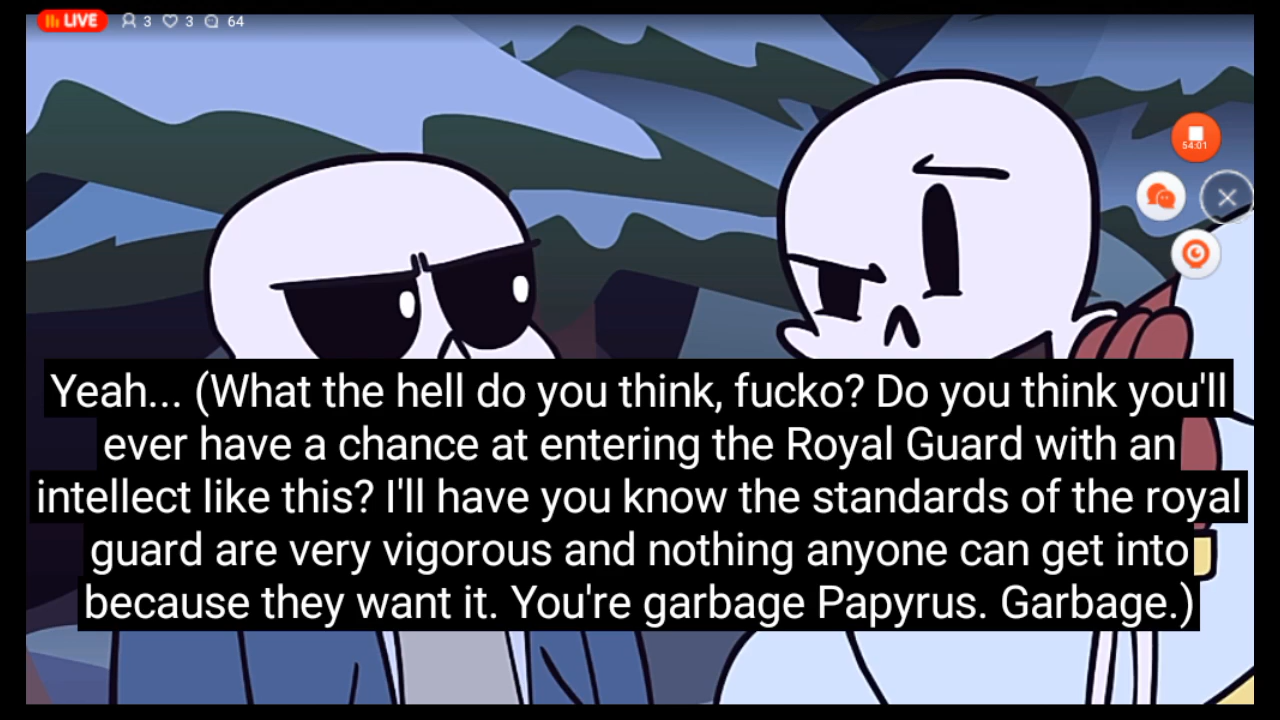 LIVE 3 3 64
54:01
Yeah... (What the hell do you think, fucko? Do you think you'll
ever have a chance at entering the Royal Guard with an
intellect like this? I'll have you know the standards of the royal
guard are very vigorous and nothing anyone can get into
because they want it. You're garbage Papyrus. Garbage.)